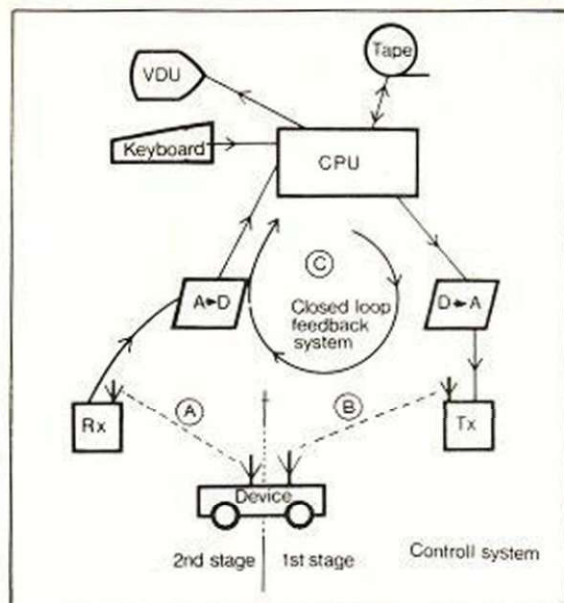 Tape
VDU
Keyboard
CPU
A▸D
C
D▸A
Closed loop
feedback
system
A
B
Rx
Tx
Device
2nd stage
1st stage
Controll system